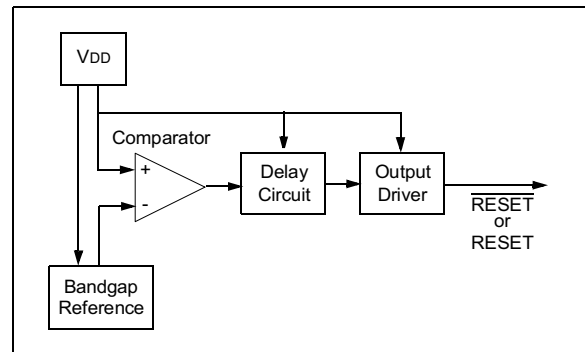 VDD
Comparator
+
-
Delay
Circuit
Output
Driver
RESET
or
RESET
Bandgap
Reference